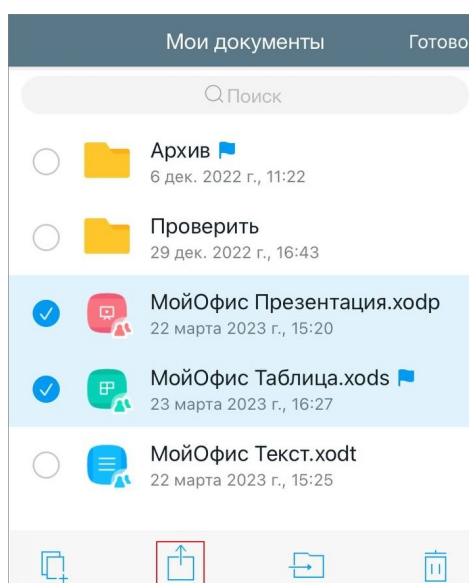 Мои документы Готово
Поиск
Архив
6 дек. 2022 г., 11:22
Проверить
29 дек. 2022 г., 16:43
МойОфис Презентация.xodp
22 марта 2023 г., 15:20
МойОфис Таблица.xods
23 марта 2023 г., 16:27
МойОфис Текст.xodt
22 марта 2023 г., 15:25